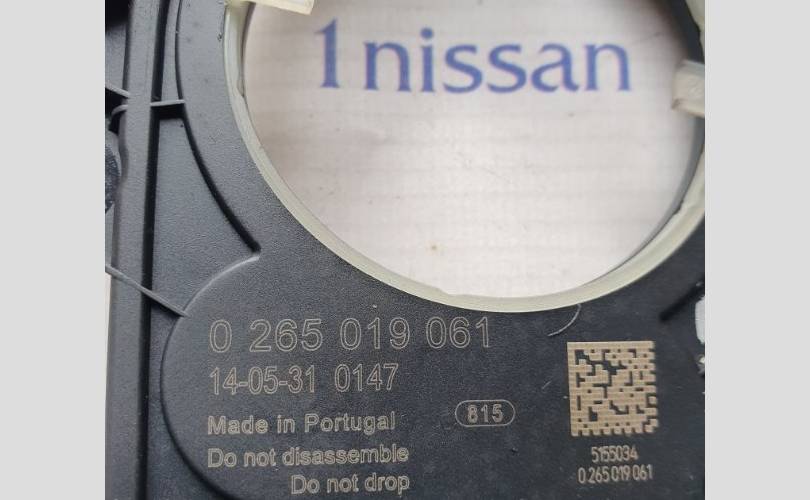 1nissan
0 265 019 061
14-05-31 0147
Made in Portugal
815
Do not disassemble
Do not drop
5155034
0 265 019 061